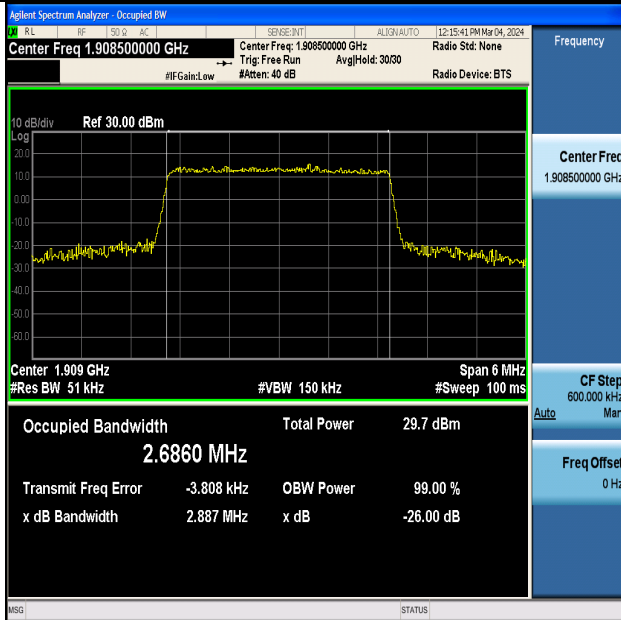 Agilent Spectrum Analyzer - Occupied BW
LXI RL RF 50 Ω AC SENSE:INT ALIGN AUTO 12:15:41 PM Mar 04, 2024
Center Freq 1.908500000 GHz
Center Freq: 1.908500000 GHz
Radio Std: None
Trig: Free Run Avg|Hold: 30/30
#IFGain:Low
#Atten: 40 dB
Radio Device: BTS
10 dB/div Ref 30.00 dBm
Log
20.0
10.0
0.00
-10.0
-20.0
-30.0
-40.0
-50.0
-60.0
Center 1.909 GHz
Span 6 MHz
#Res BW 51 kHz
#VBW 150 kHz
#Sweep 100 ms
Occupied Bandwidth
Total Power 29.7 dBm
2.6860 MHz
Transmit Freq Error -3.808 kHz
OBW Power 99.00 %
x dB Bandwidth 2.887 MHz
x dB -26.00 dB
MSG
STATUS
Frequency
Center Freq
1.908500000 GHz
CF Step
600.000 kHz
Auto Man
Freq Offset
0 Hz